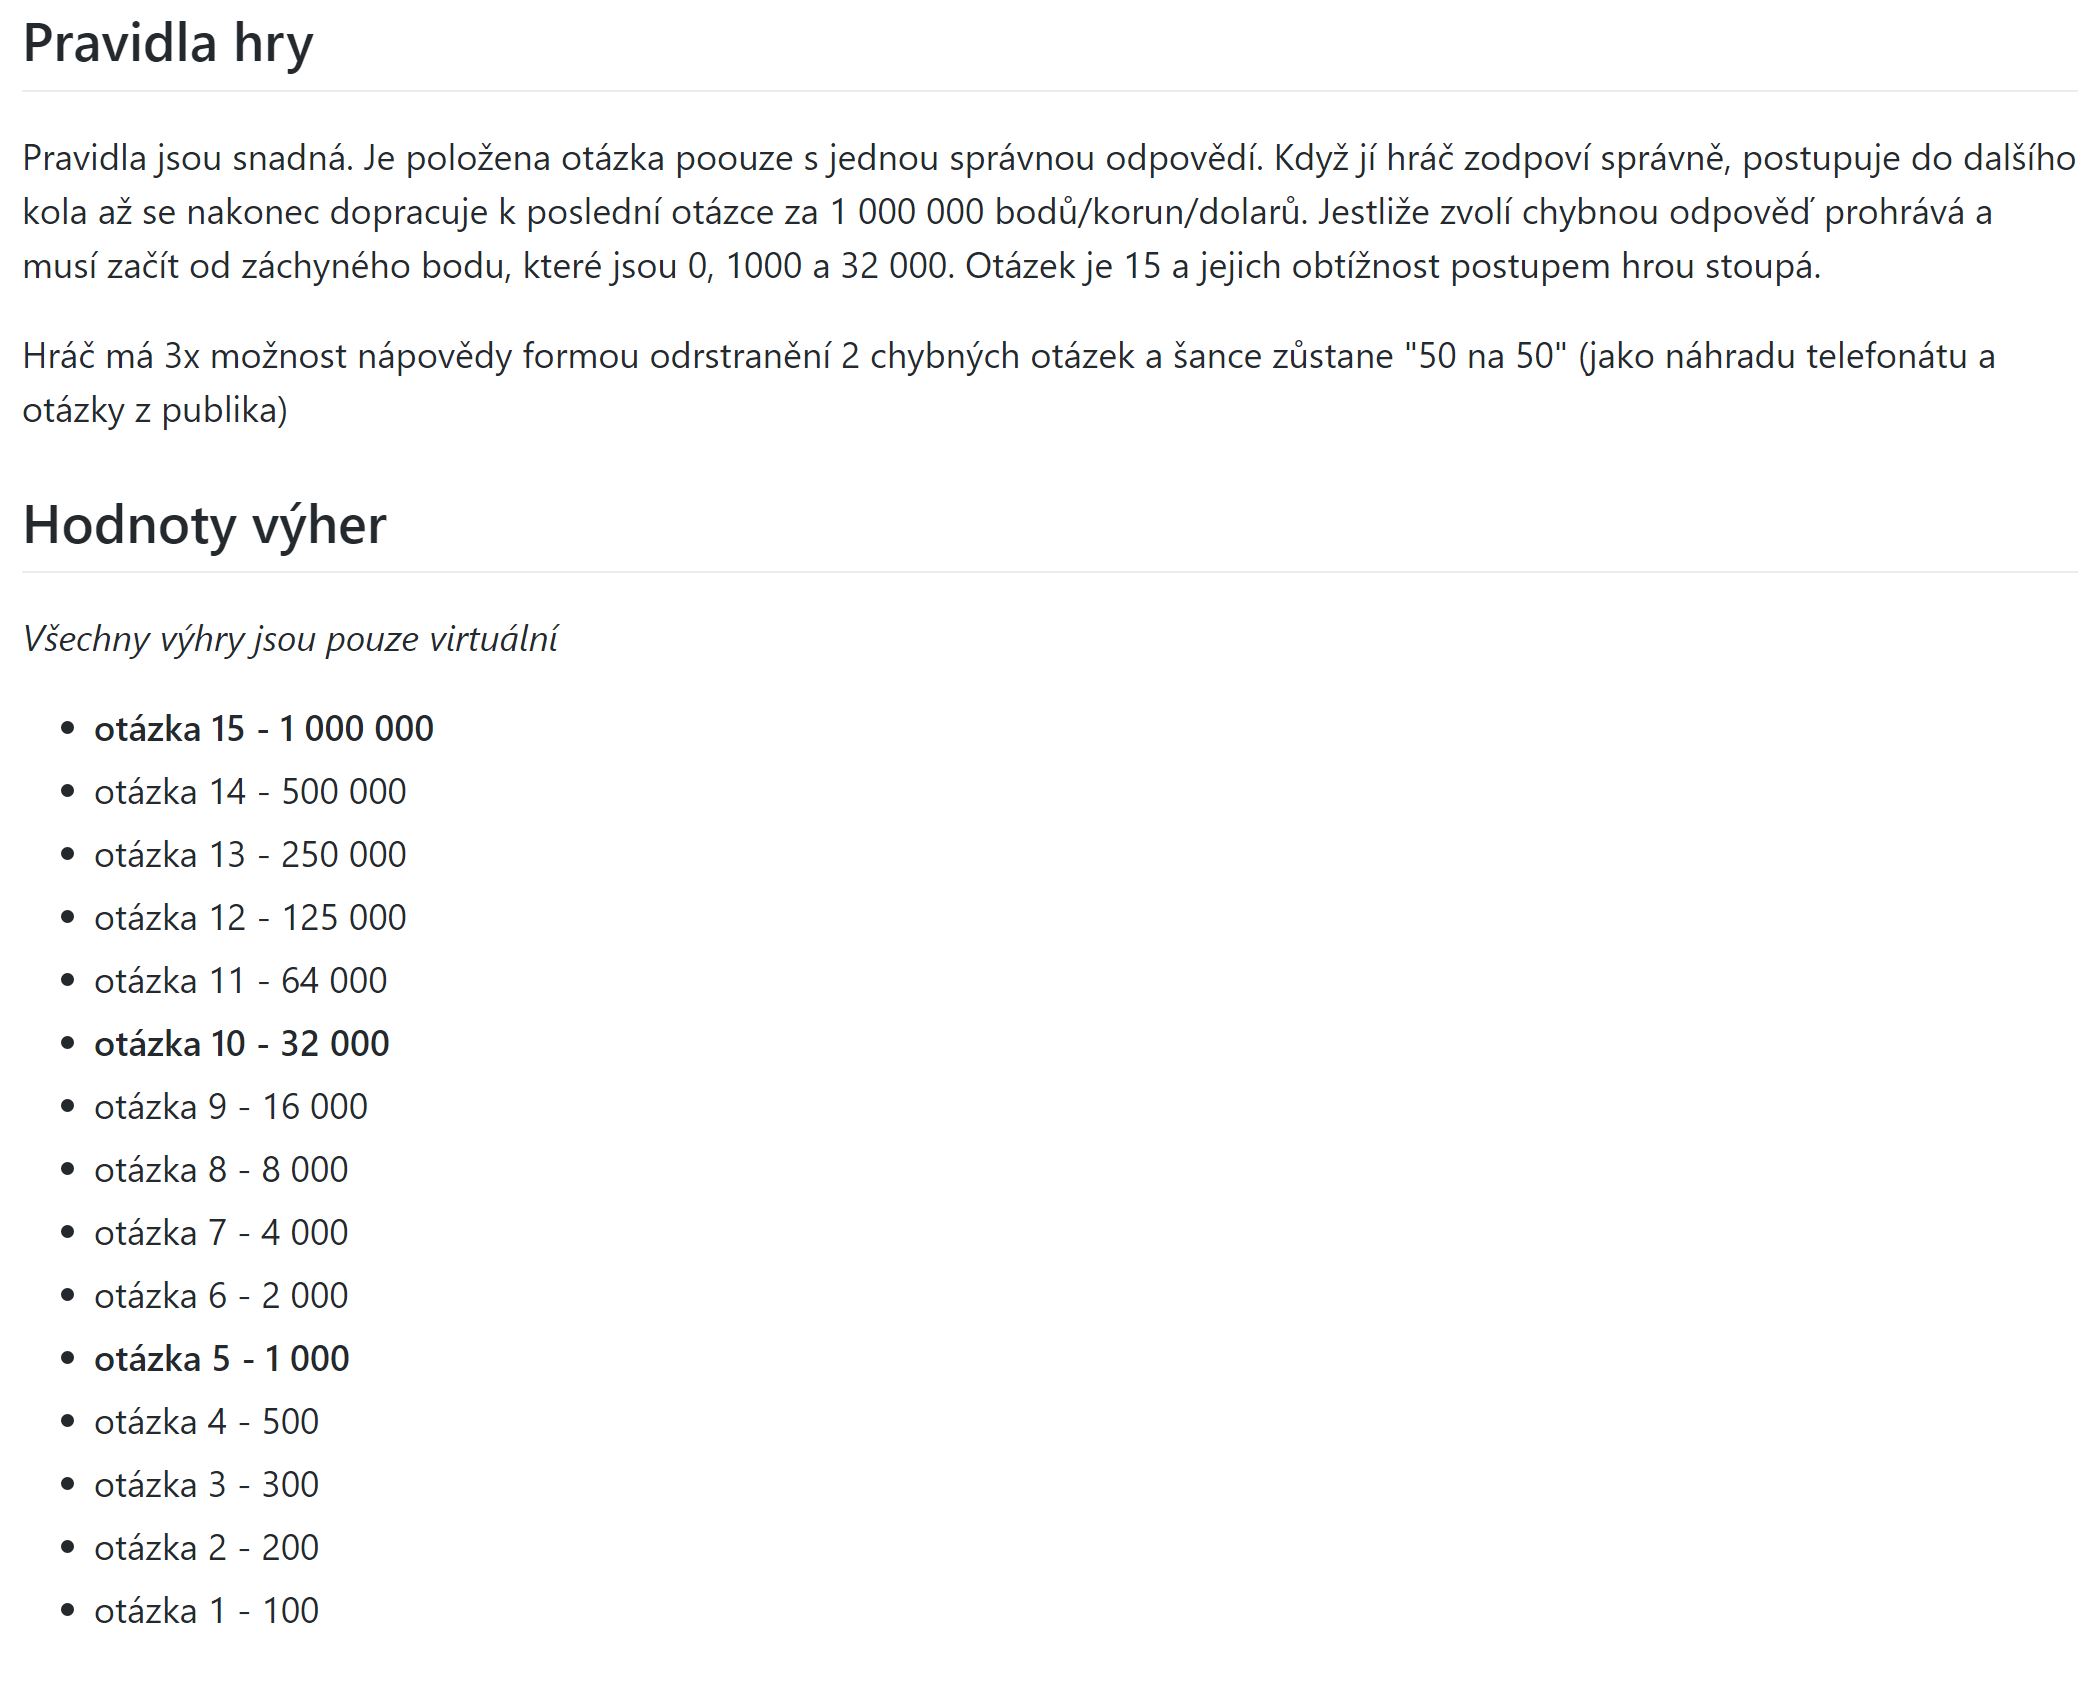 Pravidla hry
Pravidla jsou snadná. Je položena otázka poouze s jednou správnou odpovědí. Když jí hráč zodpoví správně, postupuje do dalšího
kola až se nakonec dopracuje k poslední otázce za 1 000 000 bodů/korun/dolarů. Jestliže zvolí chybnou odpověď prohrává a
musí začít od záchyného bodu, které jsou 0, 1000 a 32 000. Otázek je 15 a jejich obtížnost postupem hrou stoupá.
Hráč má 3x možnost nápovědy formou odrstranění 2 chybných otázek a šance zůstane "50 na 50" (jako náhradu telefonátu a
otázky z publika)
Hodnoty výher
Všechny výhry jsou pouze virtuální
• otázka 15 - 1 000 000
• otázka 14 - 500 000
• otázka 13 - 250 000
• otázka 12 - 125 000
• otázka 11 - 64 000
• otázka 10 - 32 000
• otázka 9 - 16 000
• otázka 8 - 8 000
• otázka 7 - 4 000
• otázka 6 - 2 000
• otázka 5 - 1 000
• otázka 4 - 500
• otázka 3 - 300
• otázka 2 - 200
• otázka 1 - 100